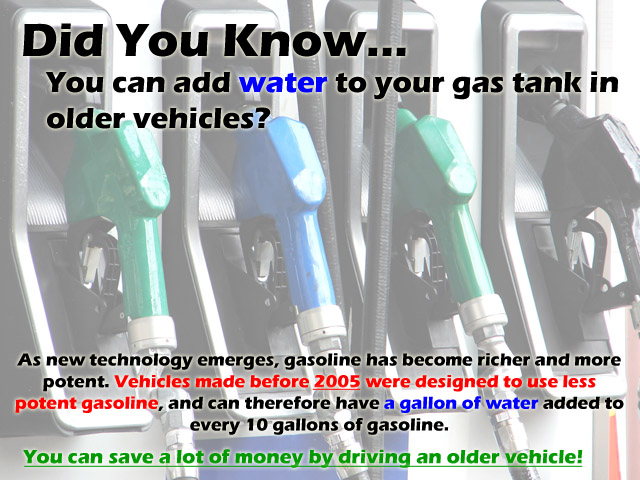 Did You Know...
You can add water to your gas tank in
older vehicles?
As new technology emerges, gasoline has become richer and more
potent. Vehicles made before 2005 were designed to use less
potent gasoline, and can therefore have a gallon of water added to
every 10 gallons of gasoline.
You can save a lot of money by driving an older vehicle!